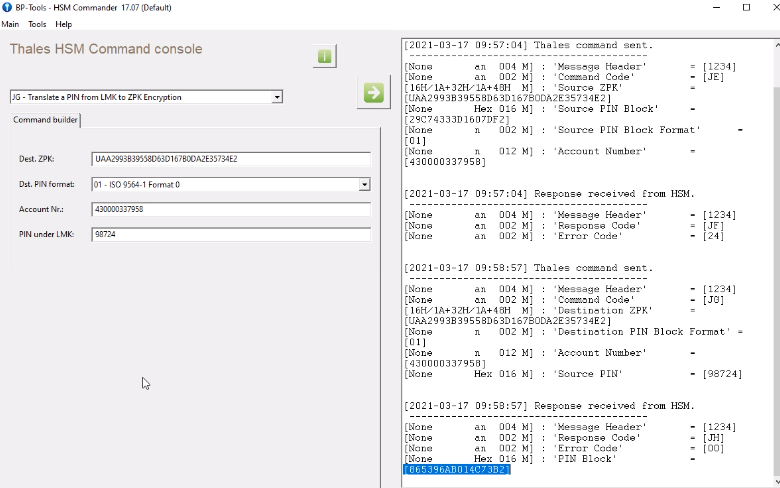 BP-Tools - HSM Commander 17.07 (Default)
Main Tools Help
Thales HSM Command console
JG - Translate a PIN from LMK to ZPK Encryption
Command builder
Dest. ZPK: UAA2993B39558D63D167B0DA2E35734E2
Dst. PIN format: 01 - ISO 9564-1 Format 0
Account Nr.: 430000337958
PIN under LMK: 98724
[2021-03-17 09:57:04] Thales command sent.
----------------------------------------
[None an 004 M] : 'Message Header' = [1234]
[None an 002 M] : 'Command Code' = [JE]
[16H/1A+32H/1A+48H M] : 'Source ZPK' =
[UAA2993B39558D63D167B0DA2E35734E2]
[None Hex 016 M] : 'Source PIN Block' =
[29C74333D1607DF2]
[None n 002 M] : 'Source PIN Block Format' =
[01]
[None n 012 M] : 'Account Number' =
[430000337958]
[2021-03-17 09:57:04] Response received from HSM.
----------------------------------------
[None an 004 M] : 'Message Header' = [1234]
[None an 002 M] : 'Response Code' = [JF]
[None an 002 M] : 'Error Code' = [24]
[2021-03-17 09:58:57] Thales command sent.
----------------------------------------
[None an 004 M] : 'Message Header' = [1234]
[None an 002 M] : 'Command Code' = [JG]
[16H/1A+32H/1A+48H M] : 'Destination ZPK' =
[UAA2993B39558D63D167B0DA2E35734E2]
[None n 002 M] : 'Destination PIN Block Format' =
[01]
[None n 012 M] : 'Account Number' =
[430000337958]
[None Hex 016 M] : 'Source PIN' = [98724]
[2021-03-17 09:58:57] Response received from HSM.
----------------------------------------
[None an 004 M] : 'Message Header' = [1234]
[None an 002 M] : 'Response Code' = [JH]
[None an 002 M] : 'Error Code' = [00]
[None Hex 016 M] : 'PIN Block' =
[865396AB014C73B2]